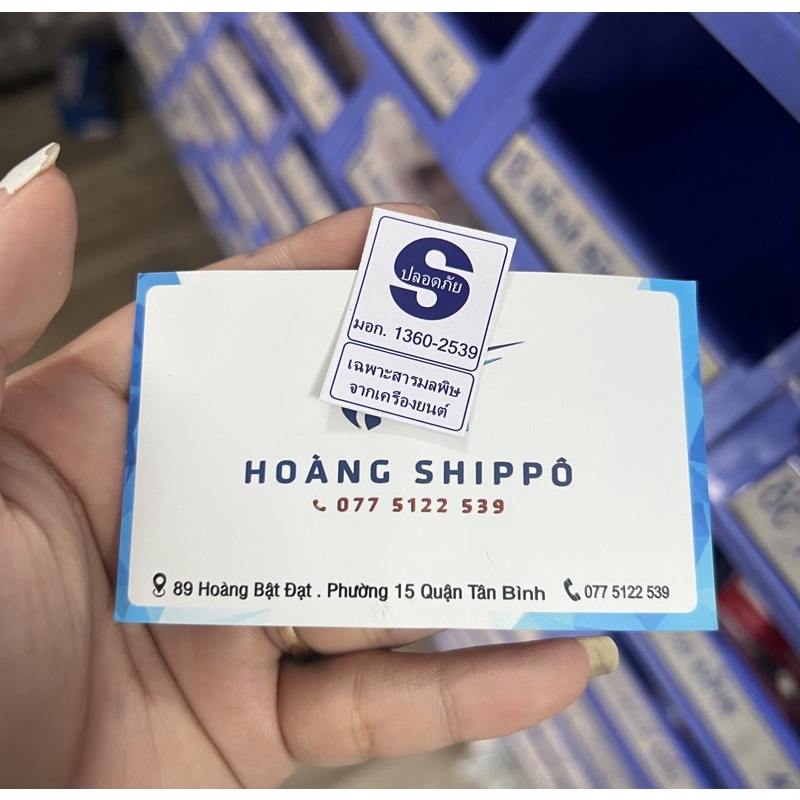 ปลอดภัย
มอก. 1360-2539
เฉพาะสารมลพิษ
จากเครื่องยนต์
HOÀNG SHIPPÔ
077 5122 539
89 Hoàng Bật Đạt . Phường 15 Quận Tân Bình 077 5122 539